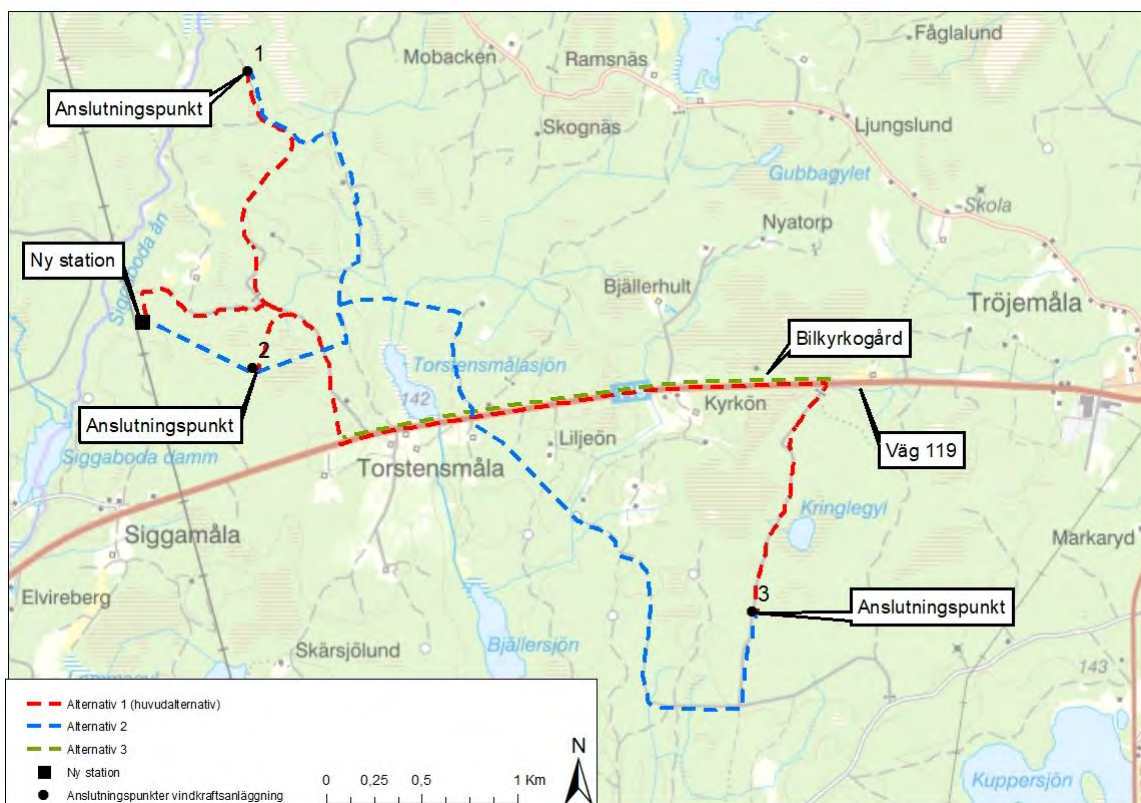 1
Fåglalund
Mobacken
Ramsnäs
Anslutningspunkt
Ljungslund
Skognäs
Gubbagylet
Skola
Nyatorp
Siggaboda ån
Ny station
Bjällerhult
Tröjemåla
Bilkyrkogård
2
Torstensmålasjön
142
Kyrkön
Anslutningspunkt
Väg 119
Liljeön
Siggaboda damm
Torstensmåla
Kringlegyl
Siggamåla
Markaryd
Elvireberg
3
Anslutningspunkt
Skärsjölund
Bjällersjön
143
Alternativ 1 (huvudalternativ)
Alternativ 2
Alternativ 3
Ny station
Anslutningspunkter vindkraftsanläggning
0 0,25 0,5 1 Km
N
Kuppersjön